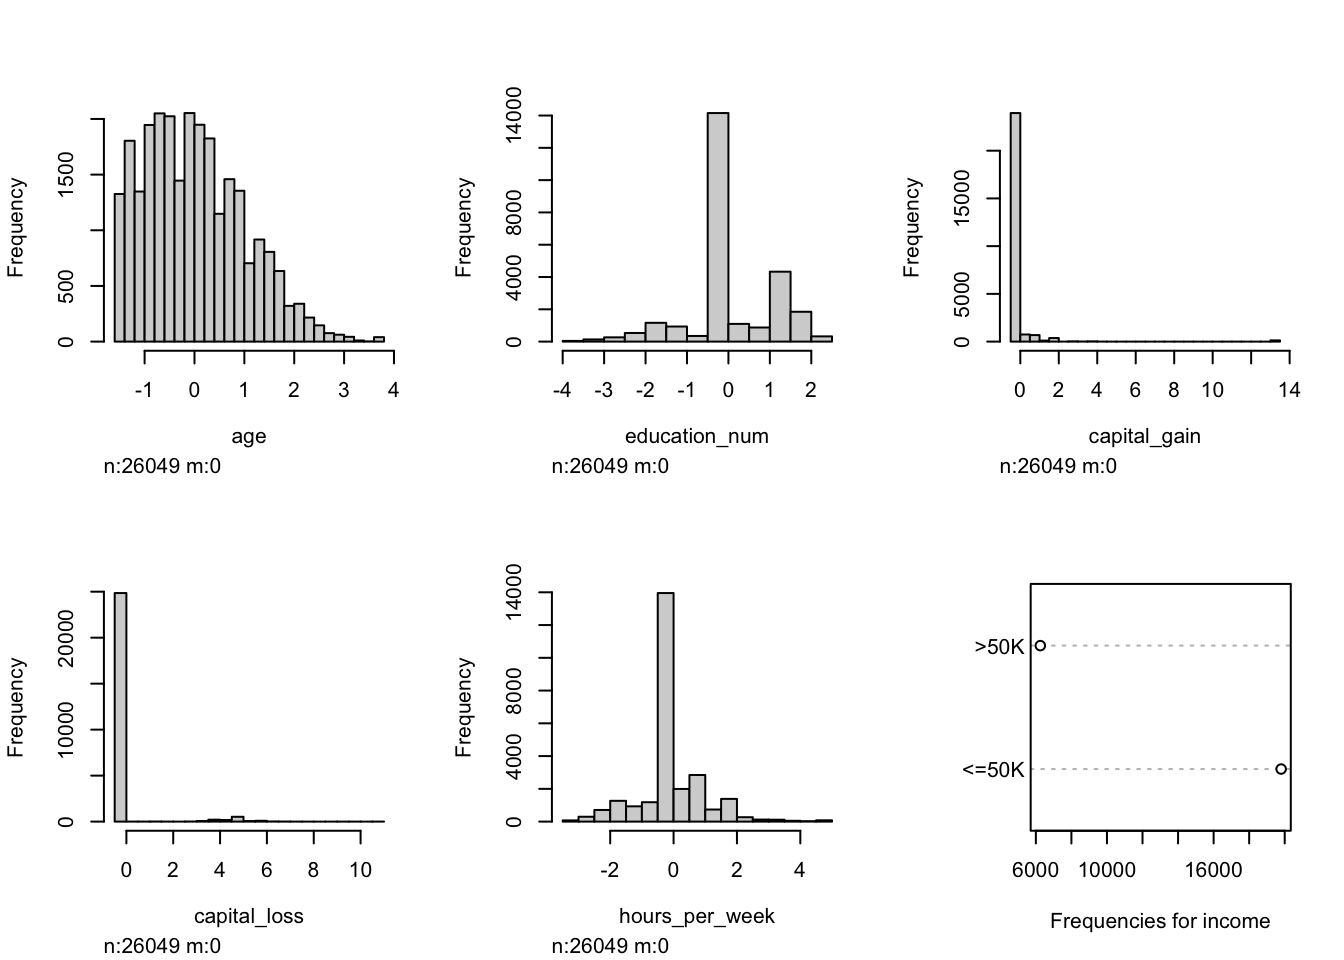 Frequency
0 500 1500
-1 0 1 2 3 4
age
n:26049 m:0
Frequency
0 4000 8000 14000
-4 -3 -2 -1 0 1 2
education_num
n:26049 m:0
Frequency
0 5000 15000
0 2 4 6 8 10 14
capital_gain
n:26049 m:0
Frequency
0 10000 20000
0 2 4 6 8 10
capital_loss
n:26049 m:0
Frequency
0 4000 8000 14000
-2 0 2 4
hours_per_week
n:26049 m:0
>50K
<=50K
6000 10000 16000
Frequencies for income